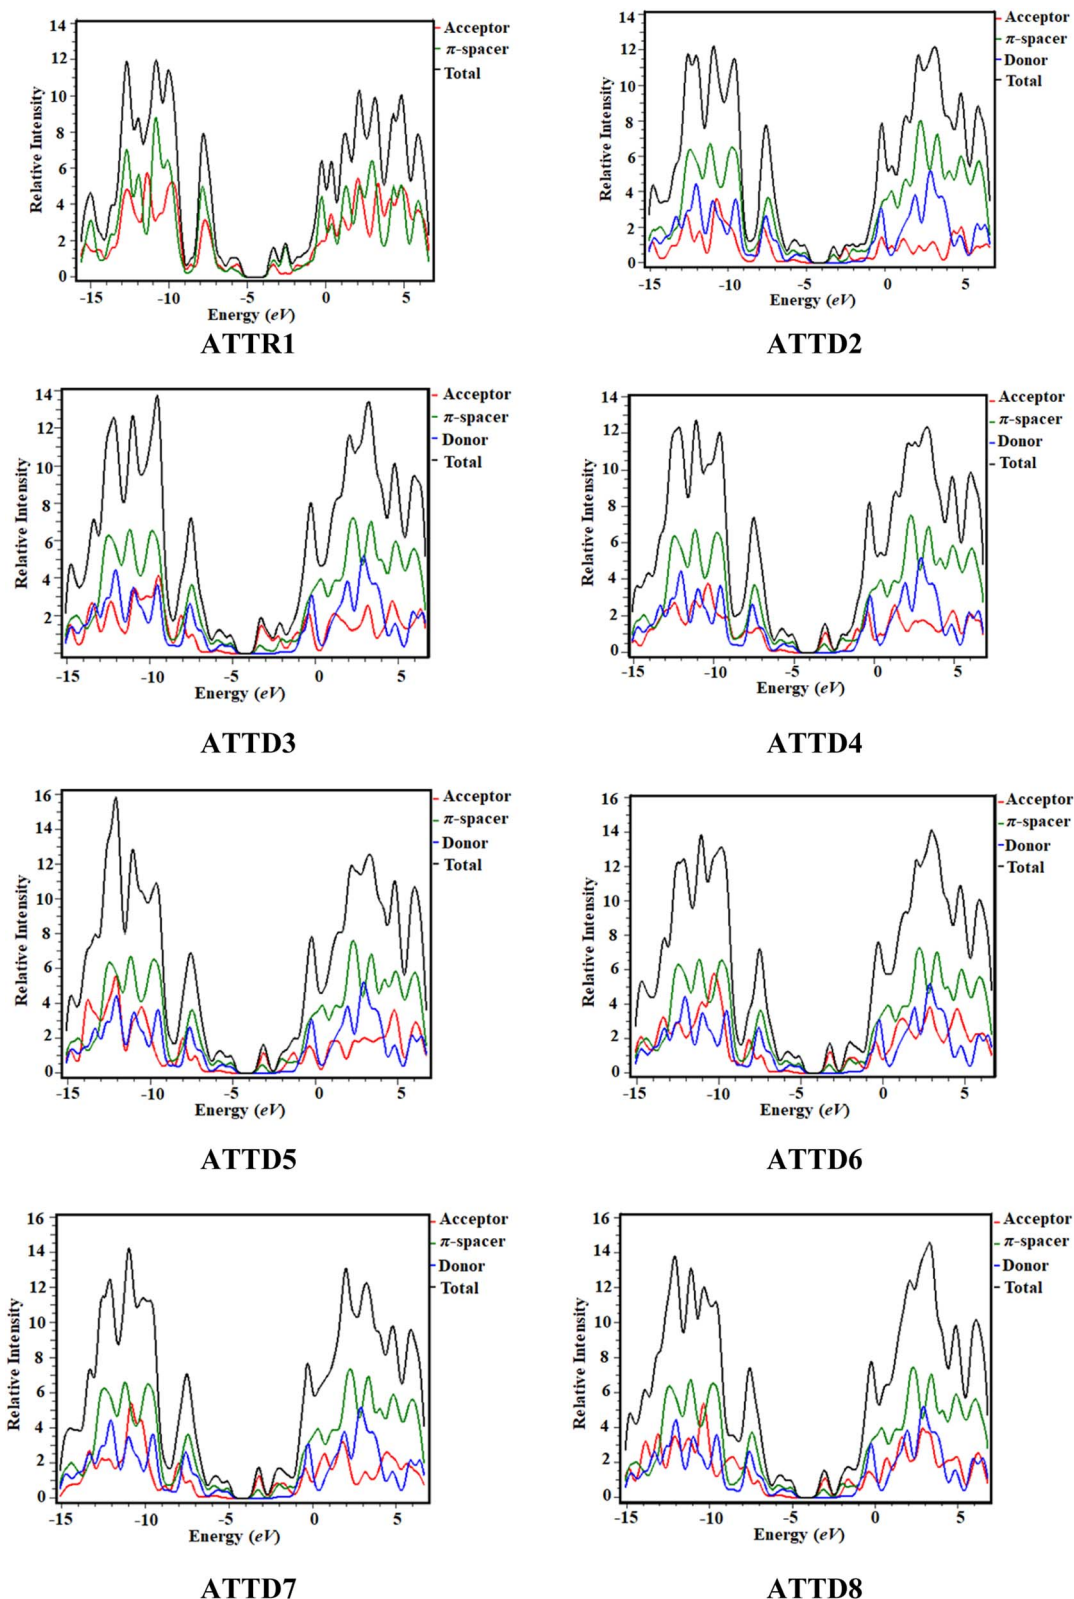 14
12
10
8
6
4
2
0
Relative Intensity
-15
-10
-5
0
5
Energy (eV)
Acceptor
π-spacer
Total
ATTR1
14
12
10
8
6
4
2
0
Relative Intensity
-15
-10
-5
0
5
Energy (eV)
Acceptor
π-spacer
Donor
Total
ATTD2
14
12
10
8
6
4
2
Relative Intensity
-15
-10
-5
0
5
Energy (eV)
Acceptor
π-spacer
Donor
Total
ATTD3
14
12
10
8
6
4
2
0
Relative Intensity
-15
-10
-5
0
5
Energy (eV)
Acceptor
π-spacer
Donor
Total
ATTD4
16
14
12
10
8
6
4
2
0
Relative Intensity
-15
-10
-5
0
5
Energy (eV)
Acceptor
π-spacer
Donor
Total
ATTD5
16
14
12
10
8
6
4
2
0
Relative Intensity
-15
-10
-5
0
5
Energy (eV)
Acceptor
π-spacer
Donor
Total
ATTD6
16
14
12
10
8
6
4
2
0
Relative Intensity
-15
-10
-5
0
5
Energy (eV)
Acceptor
π-spacer
Donor
Total
ATTD7
16
14
12
10
8
6
4
2
0
Relative Intensity
-15
-10
-5
0
5
Energy (eV)
Acceptor
π-spacer
Donor
Total
ATTD8